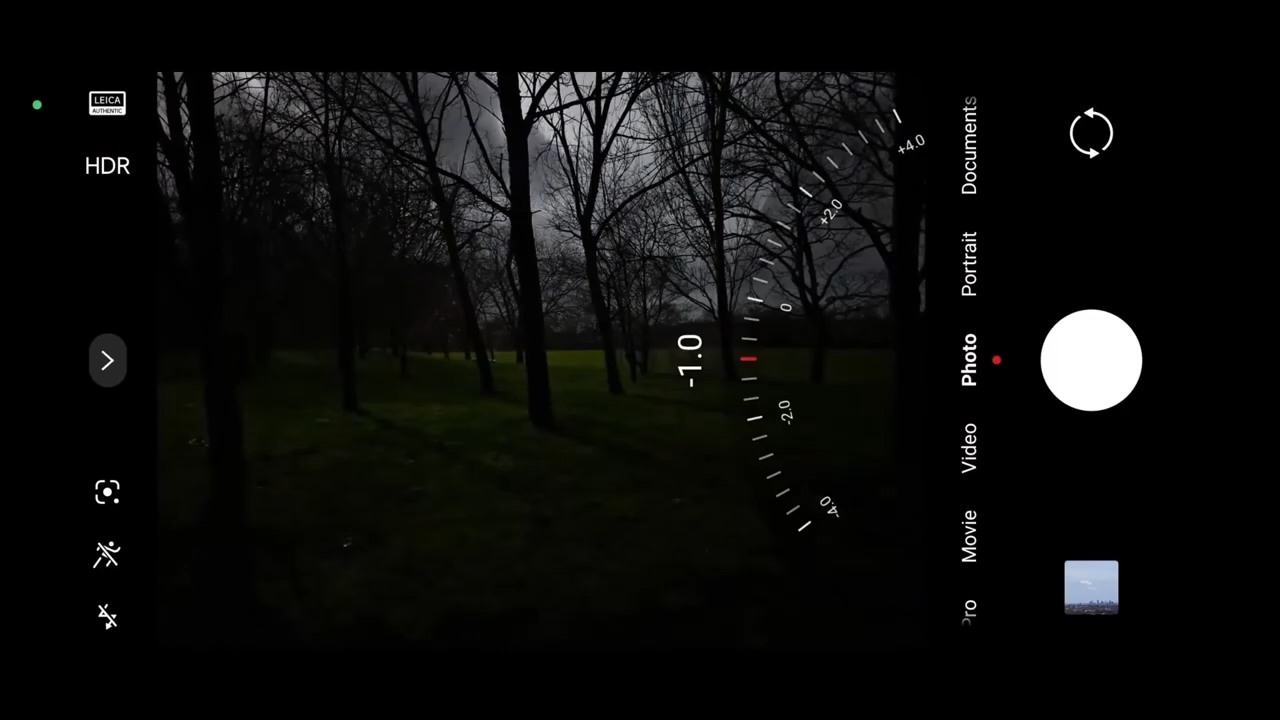 LEICA
AUTHENTIC
HDR
+4.0
+2.0
0
-1.0
-2.0
-4.0
Documents
Portrait
Photo
Video
Movie
Pro